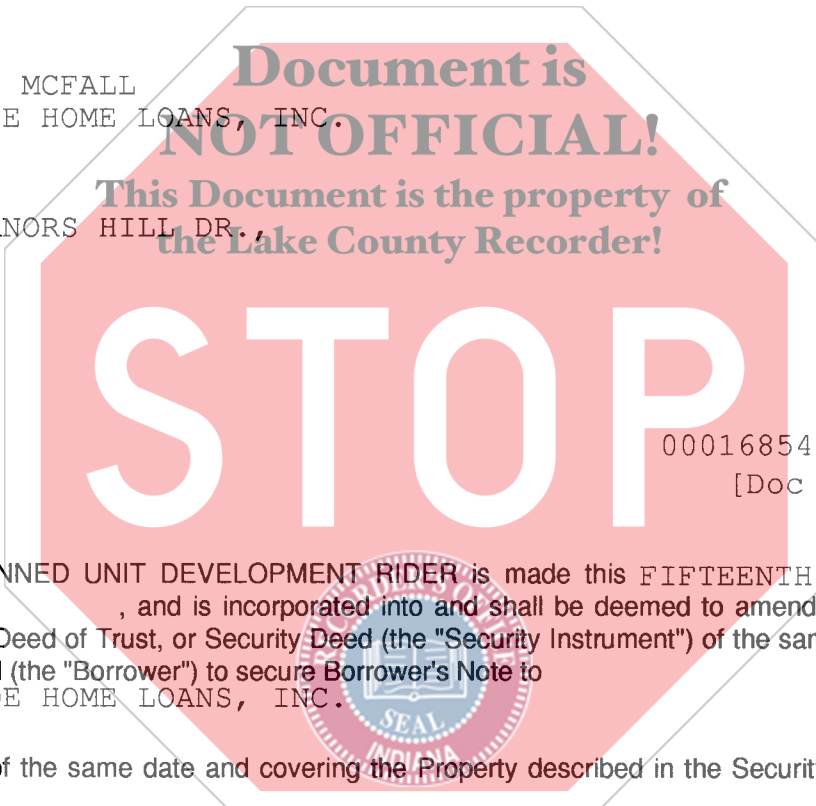 Document is
MCFALL
E HOME LOANS, INC.
NOT OFFICIAL!
This Document is the property of
NORS HILL DR.,
the Lake County Recorder!
STOP
00016854
[Doc
NNED UNIT DEVELOPMENT RIDER is made this FIFTEENTH
, and is incorporated into and shall be deemed to amend
Deed of Trust, or Security Deed (the "Security Instrument") of the sam
(the "Borrower") to secure Borrower's Note to
DE HOME LOANS, INC.
RECORDER'S OFFICE
SEAL
INDIANA
of the same date and covering the Property described in the Securit